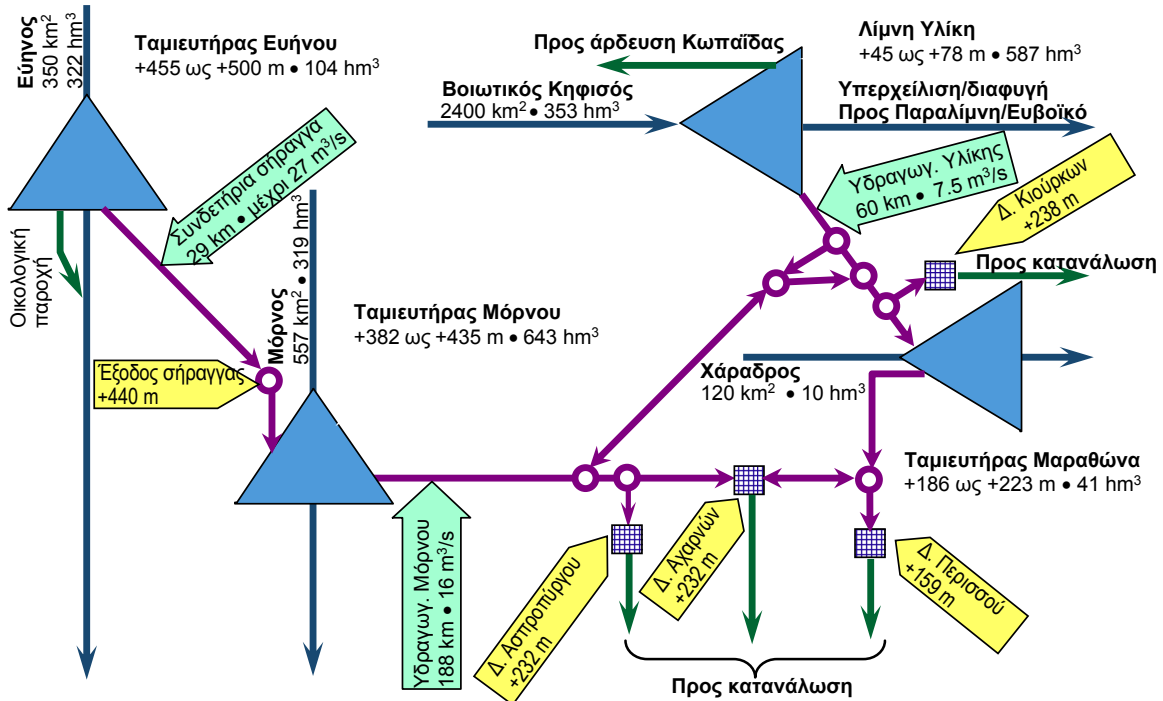 Εύηνος
350 km²
322 hm³
Ταμιευτήρας Ευήνου
+455 ως +500 m • 104 hm³
Προς άρδευση Κωπαΐδας
Λίμνη Υλίκη
+45 ως +78 m • 587 hm³
Βοιωτικός Κηφισός
2400 km² • 353 hm³
Υπερχείλιση/διαφυγή
Προς Παραλίμνη/Ευβοϊκό
Συνδετήρια σήραγγα
29 km • μέχρι 27 m³/s
Υδραγωγ. Υλίκης
60 km • 7.5 m³/s
Δ. Κιούρκων
+238 m
Προς κατανάλωση
Οικολογική
παροχή
Μόρνος
557 km² • 319 hm³
Ταμιευτήρας Μόρνου
+382 ως +435 m • 643 hm³
Έξοδος σήραγγας
+440 m
Χάραδρος
120 km² • 10 hm³
Ταμιευτήρας Μαραθώνα
+186 ως +223 m • 41 hm³
Υδραγωγ. Μόρνου
188 km • 16 m³/s
Δ. Ασπροπύργου
+232 m
Δ. Αχαρνών
+232 m
Δ. Περισσού
+159 m
Προς κατανάλωση